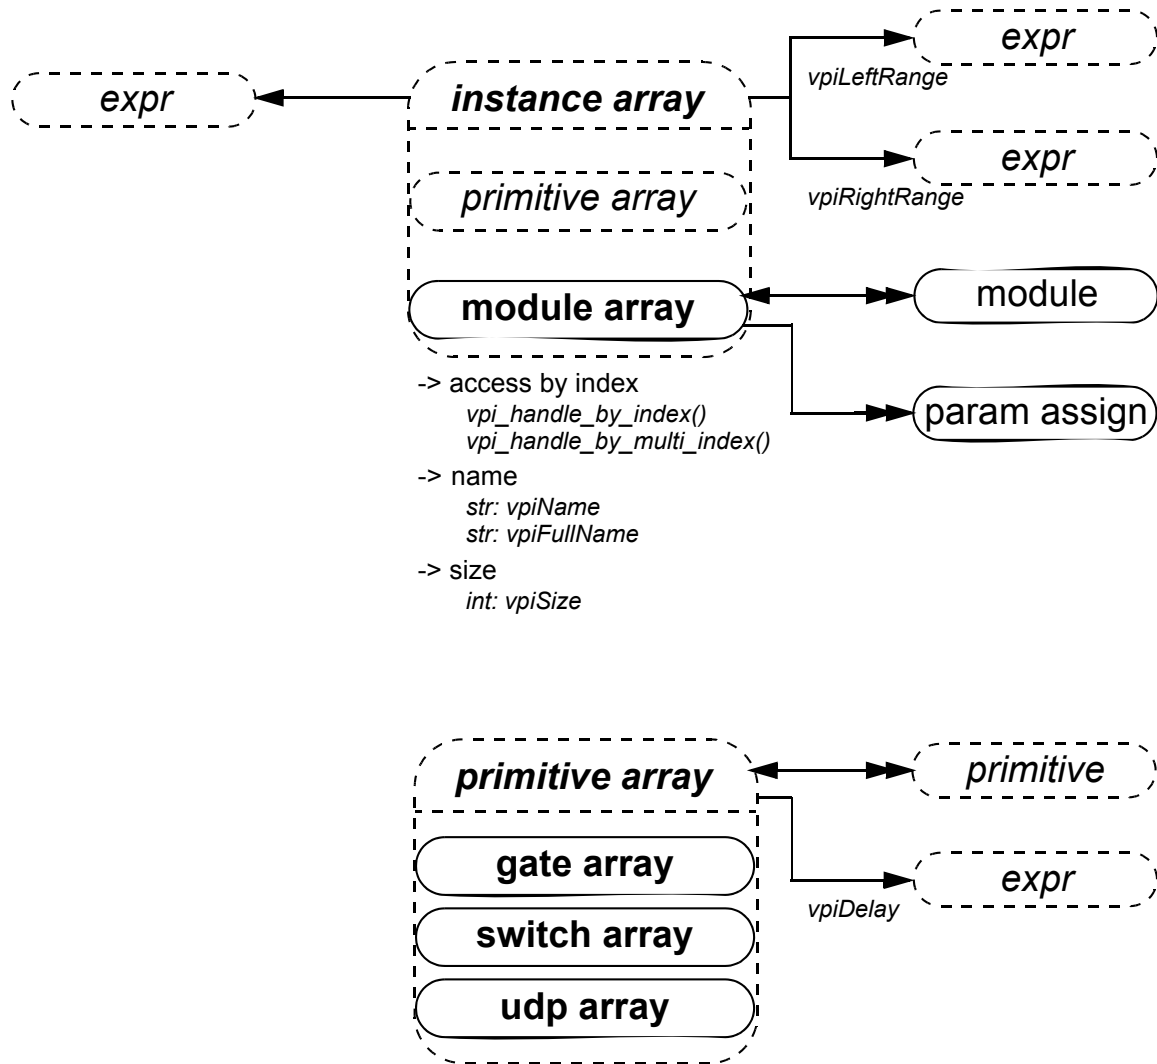 expr
instance array
expr
vpiLeftRange
expr
vpiRightRange
primitive array
module array
module
param assign
-> access by index
vpi_handle_by_index()
vpi_handle_by_multi_index()
-> name
str: vpiName
str: vpiFullName
-> size
int: vpiSize
primitive array
primitive
gate array
expr
vpiDelay
switch array
udp array